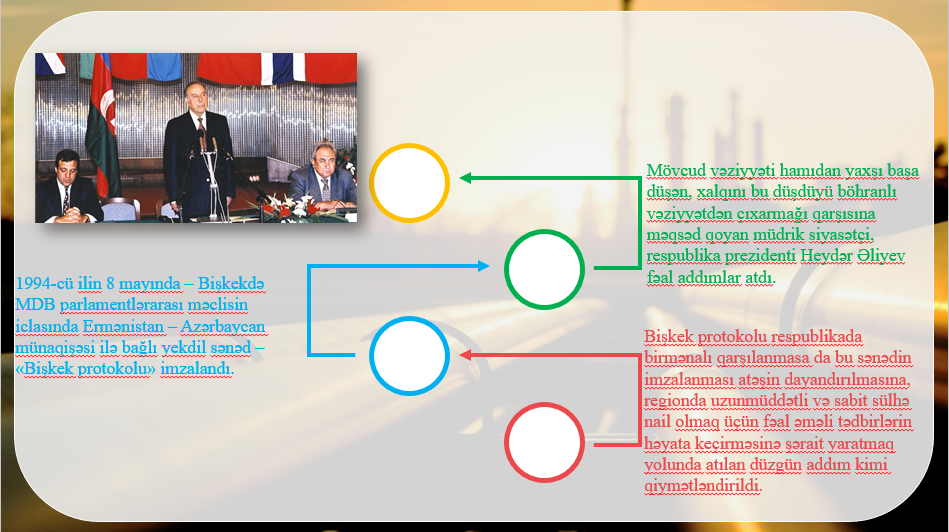 Mövcud vəziyyəti hamıdan yaxşı başa
düşən, xalqını bu düşdüyü böhranlı
vəziyyətdən çıxarmağı qarşısına
məqsəd qoyan müdrik siyasətçi,
respublika prezidenti Heydər Əliyev
fəal addımlar atdı.
1994-cü ilin 8 mayında – Bişkekdə
MDB parlamentlərarası məclisin
iclasında Ermənistan – Azərbaycan
münaqişəsi ilə bağlı yekdil sənəd –
«Bişkek protokolu» imzalandı.
Bişkek protokolu respublikada
birmənalı qarşılanmasa da bu sənədin
imzalanması atəşin dayandırılmasına,
regionda uzunmüddətli və sabit sülhə
nail olmaq üçün fəal əməli tədbirlərin
həyata keçirməsinə şərait yaratmaq
yolunda atılan düzgün addım kimi
qiymətləndirildi.